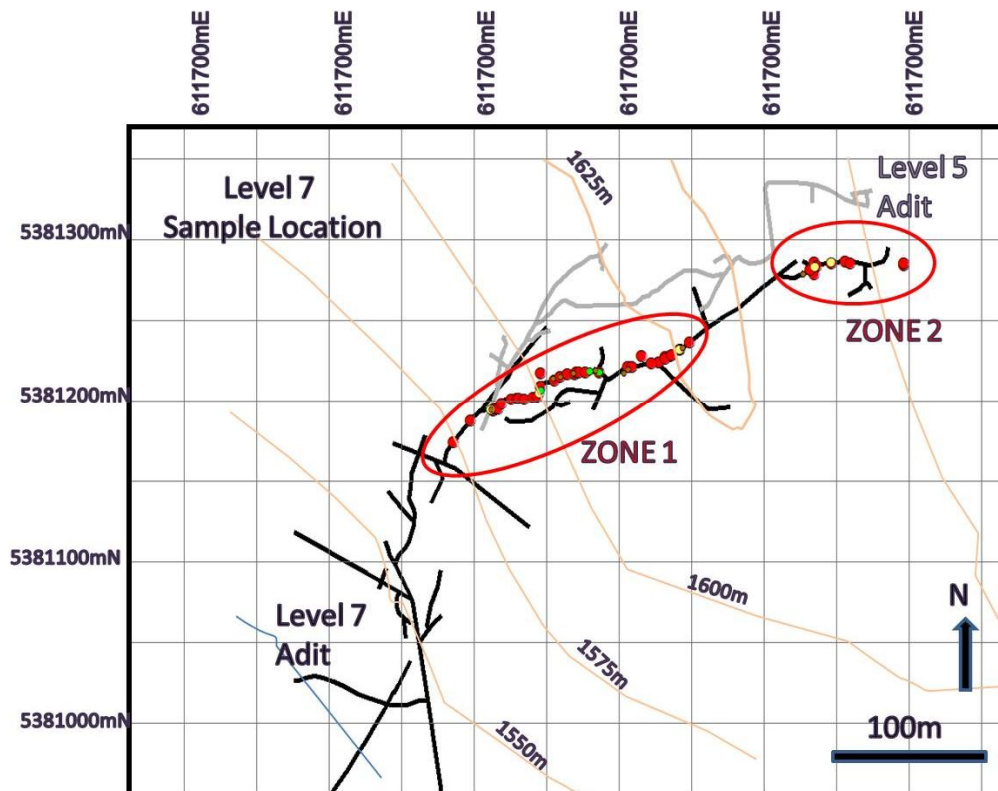 611700mE
611700mE
611700mE
611700mE
611700mE
611700mE
Level 7
Sample Location
1625m
Level 5
Adit
5381300mN
ZONE 2
5381200mN
ZONE 1
5381100mN
1600m
N
Level 7
Adit
1575m
5381000mN
1550m
100m